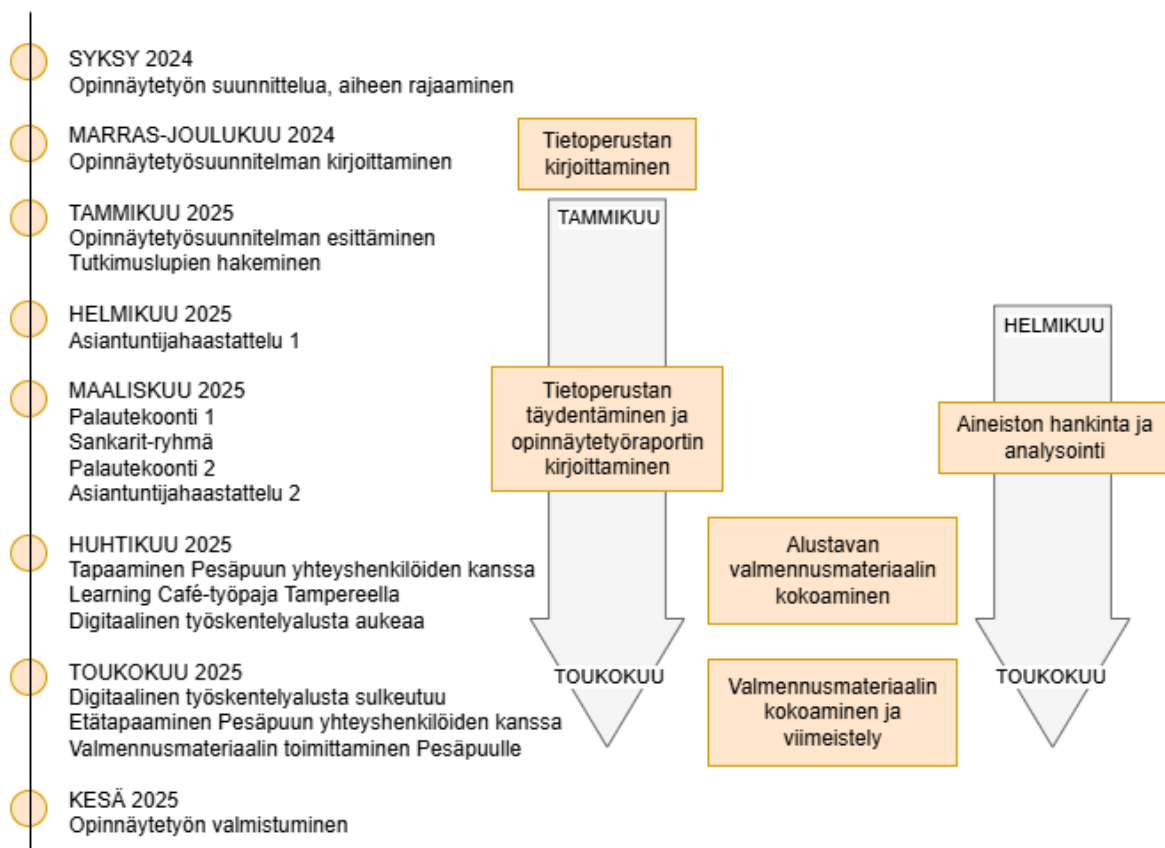 SYKSY 2024
Opinnäytetyön suunnittelua, aiheen rajaaminen
MARRAS-JOULUKUU 2024
Opinnäytetyösuunnitelman kirjoittaminen
TAMMIKUU 2025
Opinnäytetyösuunnitelman esittäminen
Tutkimuslupien hakeminen
HELMIKUU 2025
Asiantuntijahaastattelu 1
MAALISKUU 2025
Palautekoonti 1
Sankarit-ryhmä
Palautekoonti 2
Asiantuntijahaastattelu 2
HUHTIKUU 2025
Tapaaminen Pesäpuun yhteyshenkilöiden kanssa
Learning Café-työpaja Tampereella
Digitaalinen työskentelyalusta aukeaa
TOUKOKUU 2025
Digitaalinen työskentelyalusta sulkeutuu
Etätapaaminen Pesäpuun yhteyshenkilöiden kanssa
Valmennusmateriaalin toimittaminen Pesäpuulle
KESÄ 2025
Opinnäytetyön valmistuminen
Tietoperustan
kirjoittaminen
TAMMIKUU
Tietoperustan
täydentäminen ja
opinnäytetyöraportin
kirjoittaminen
TOUKOKUU
Alustavan
valmennusmateriaalin
kokoaminen
Valmennusmateriaalin
kokoaminen ja
viimeistely
HELMIKUU
Aineiston hankinta ja
analysointi
TOUKOKUU